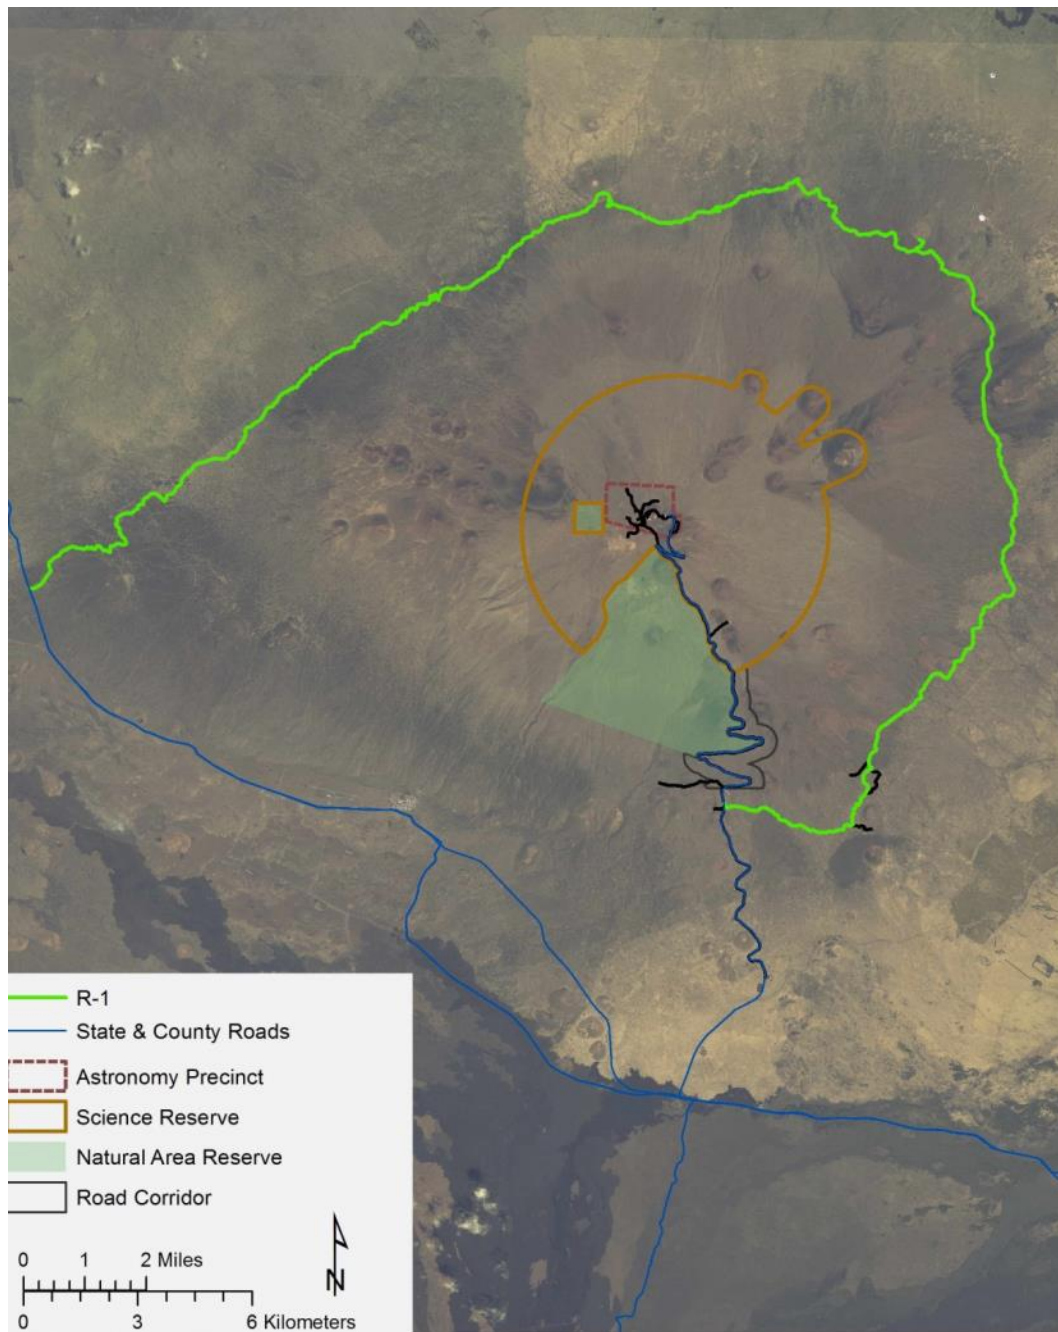 R-1
State & County Roads
Astronomy Precinct
Science Reserve
Natural Area Reserve
Road Corridor
0 1 2 Miles
N
0 3 6 Kilometers